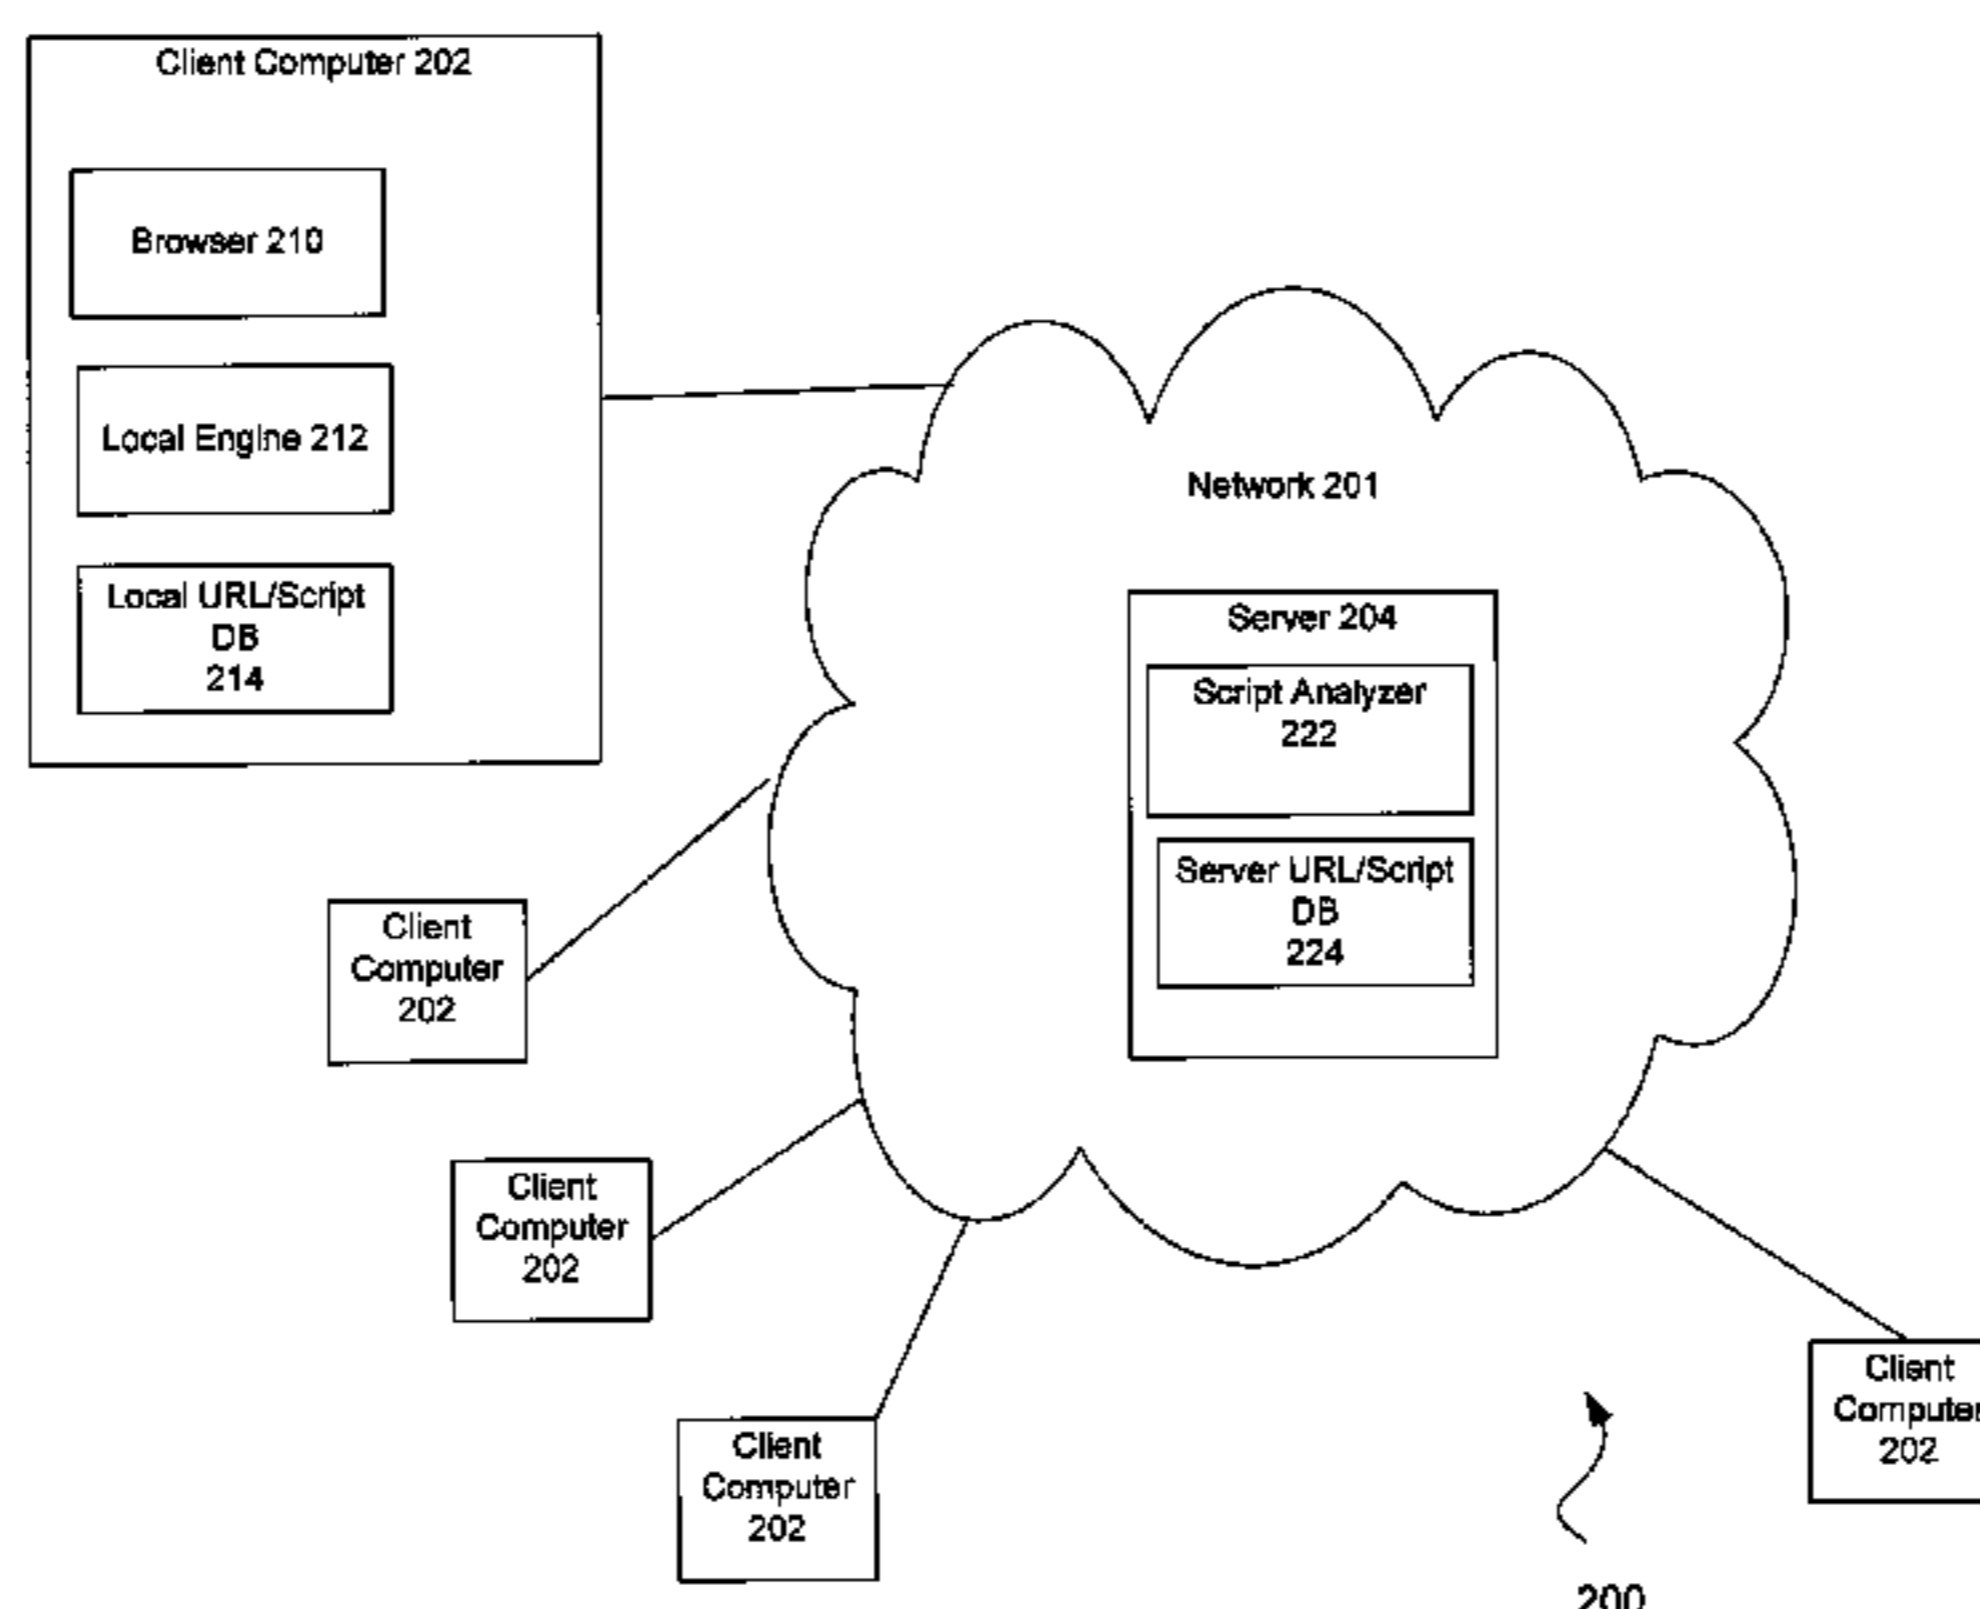 Client Computer 202
Browser 210
Local Engine 212
Local URL/Script
DB
214
Network 201
Server 204
Script Analyzer
222
Server URL/Script
DB
224
Client
Computer
202
Client
Computer
202
Client
Computer
202
Client
Computer
202
200